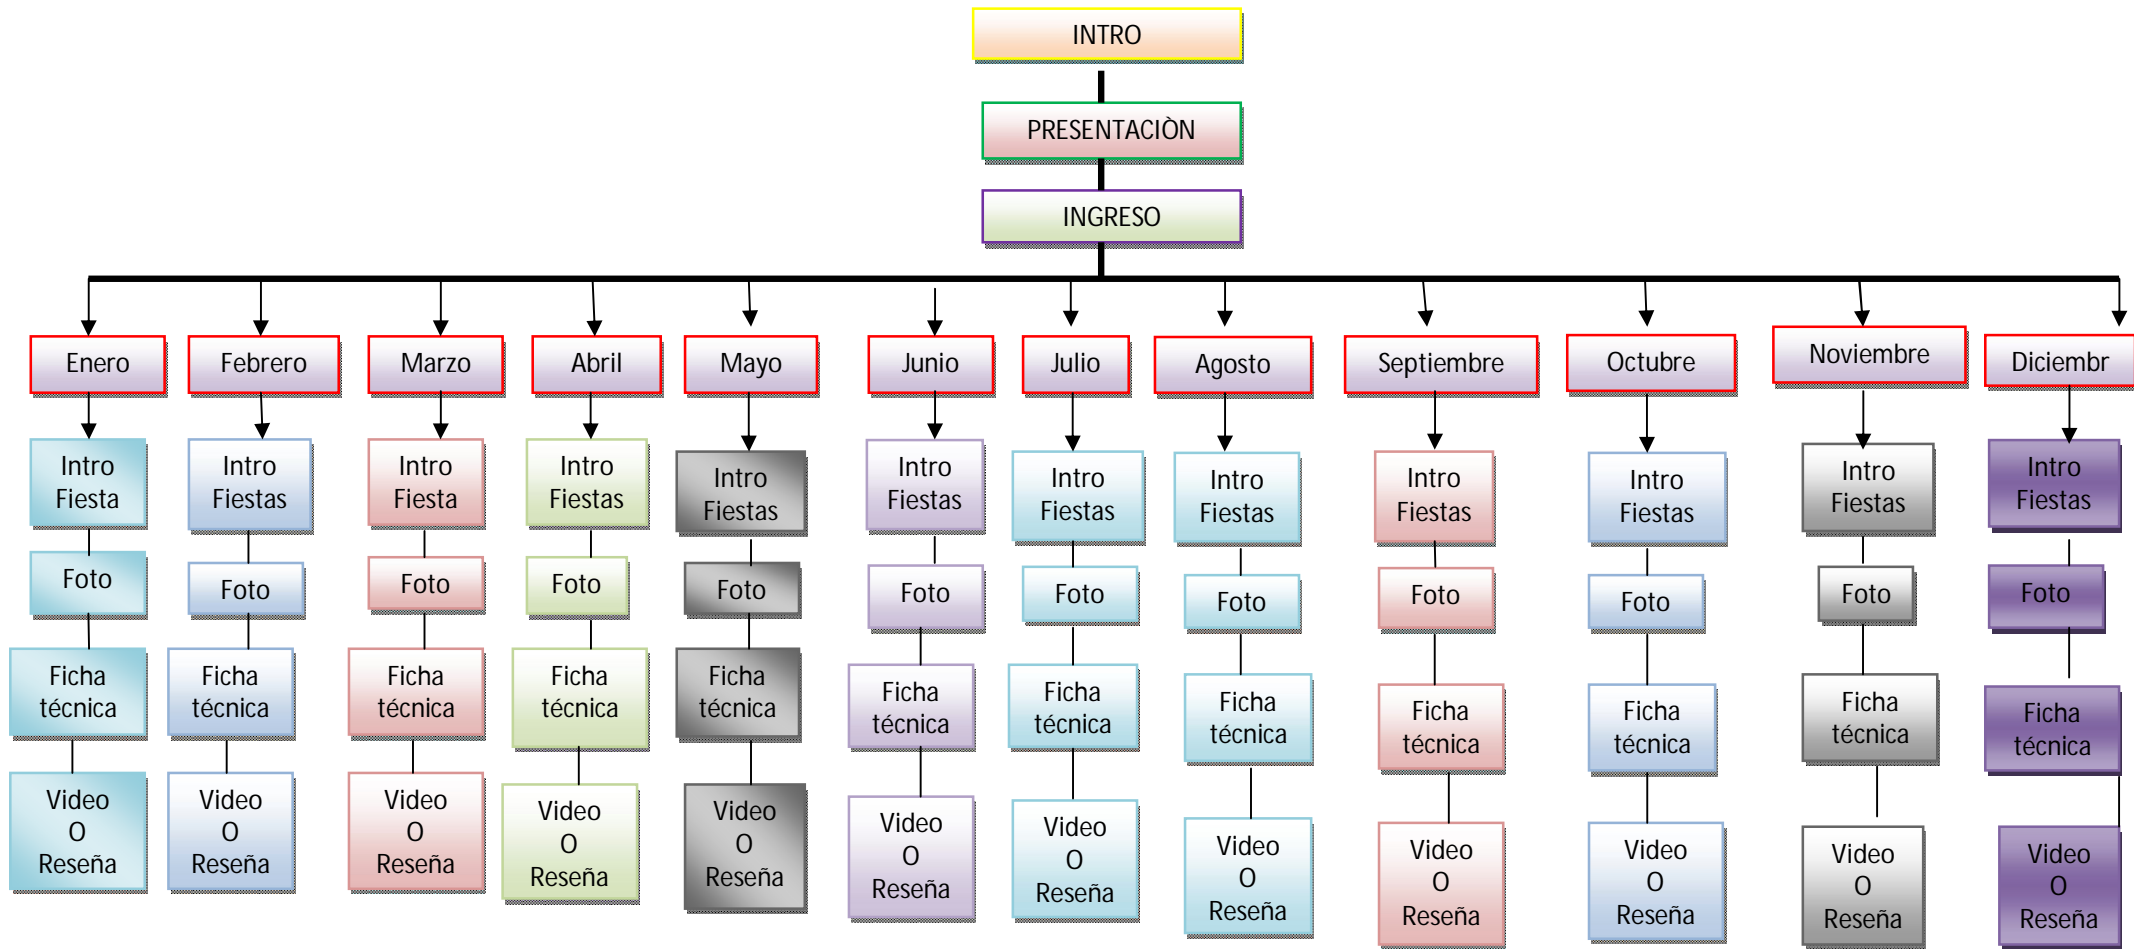 INTRO
PRESENTACIÒN
INGRESO
Enero
Febrero
Marzo
Abril
Mayo
Junio
Julio
Agosto
Septiembre
Octubre
Noviembre
Diciembr
Intro
Fiesta
Intro
Fiestas
Intro
Fiesta
Intro
Fiestas
Intro
Fiestas
Intro
Fiestas
Intro
Fiestas
Intro
Fiestas
Intro
Fiestas
Intro
Fiestas
Intro
Fiestas
Intro
Fiestas
Foto
Foto
Foto
Foto
Foto
Foto
Foto
Foto
Foto
Foto
Foto
Foto
Ficha
técnica
Ficha
técnica
Ficha
técnica
Ficha
técnica
Ficha
técnica
Ficha
técnica
Ficha
técnica
Ficha
técnica
Ficha
técnica
Ficha
técnica
Ficha
técnica
Ficha
técnica
Video
O
Reseña
Video
O
Reseña
Video
O
Reseña
Video
O
Reseña
Video
O
Reseña
Video
O
Reseña
Video
O
Reseña
Video
O
Reseña
Video
O
Reseña
Video
O
Reseña
Video
O
Reseña
Video
O
Reseña